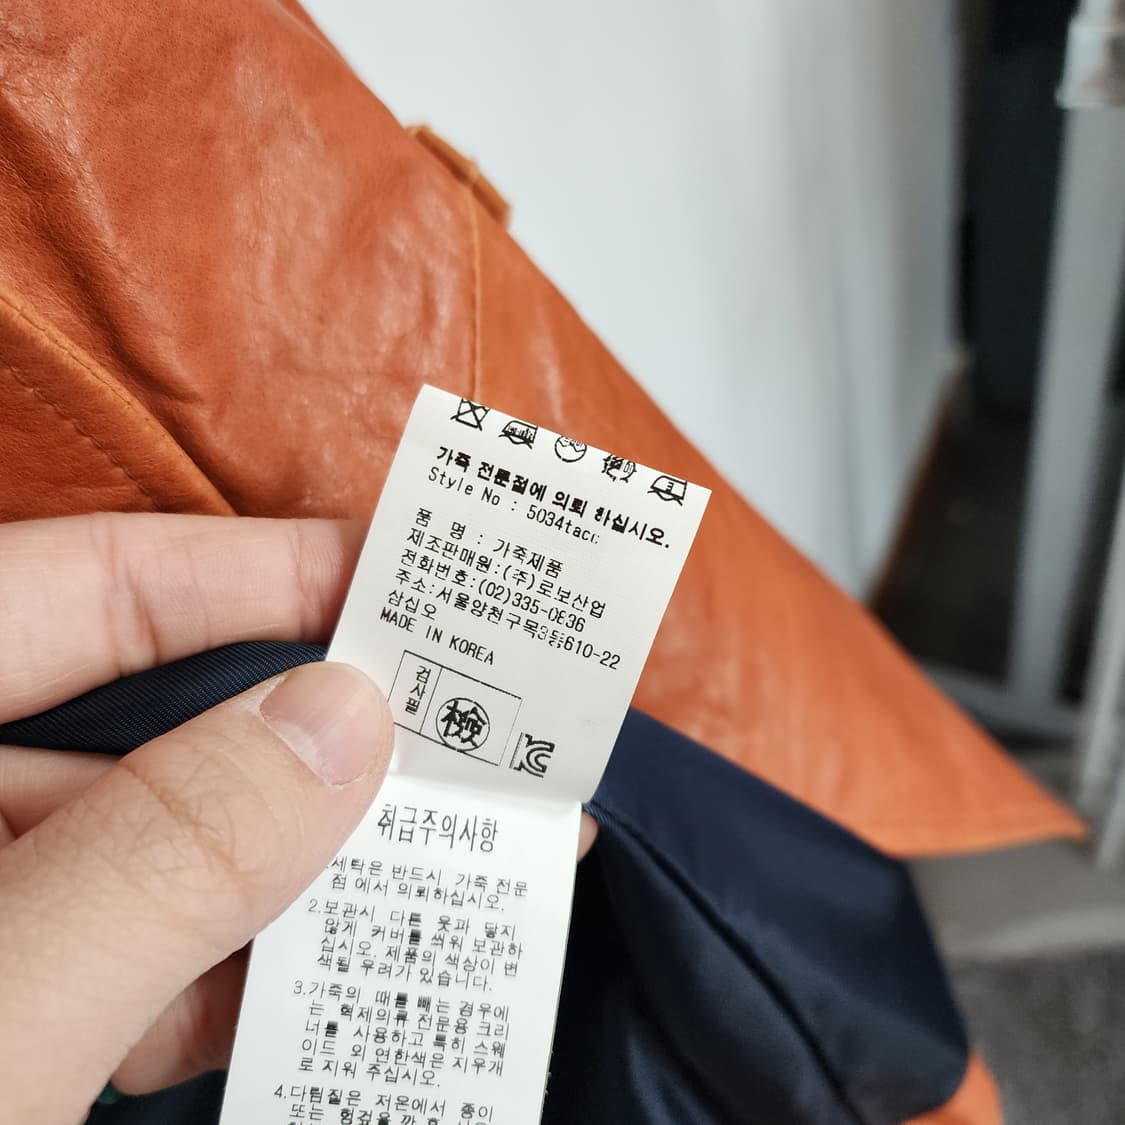 가죽 전문점에 의뢰 하십시오.
Style No : 5034tacc
품 명 : 가죽제품
제조판매원:(주)로보산업
전화번호:(02)335-0636
주소:서울양천구목3동610-22
삼십오
MADE IN KOREA
검사필
檢
취급주의사항
세탁은 반드시 가죽 전문
점 에서 의뢰하십시오.
2.보관시 다른 옷과 닿지
않게 커버를 씌워 보관하
십시오. 제품의 색상이 변
색될 우려가 있습니다.
3.가죽의 때를 빼는 경우에
는 혁제의류 전문용 크리
너를 사용하고 특히 스웨
이드 외 연한색은 지우개
로 지워 주십시오.
4.다림질은 저온에서 종이
또는 헝겊을